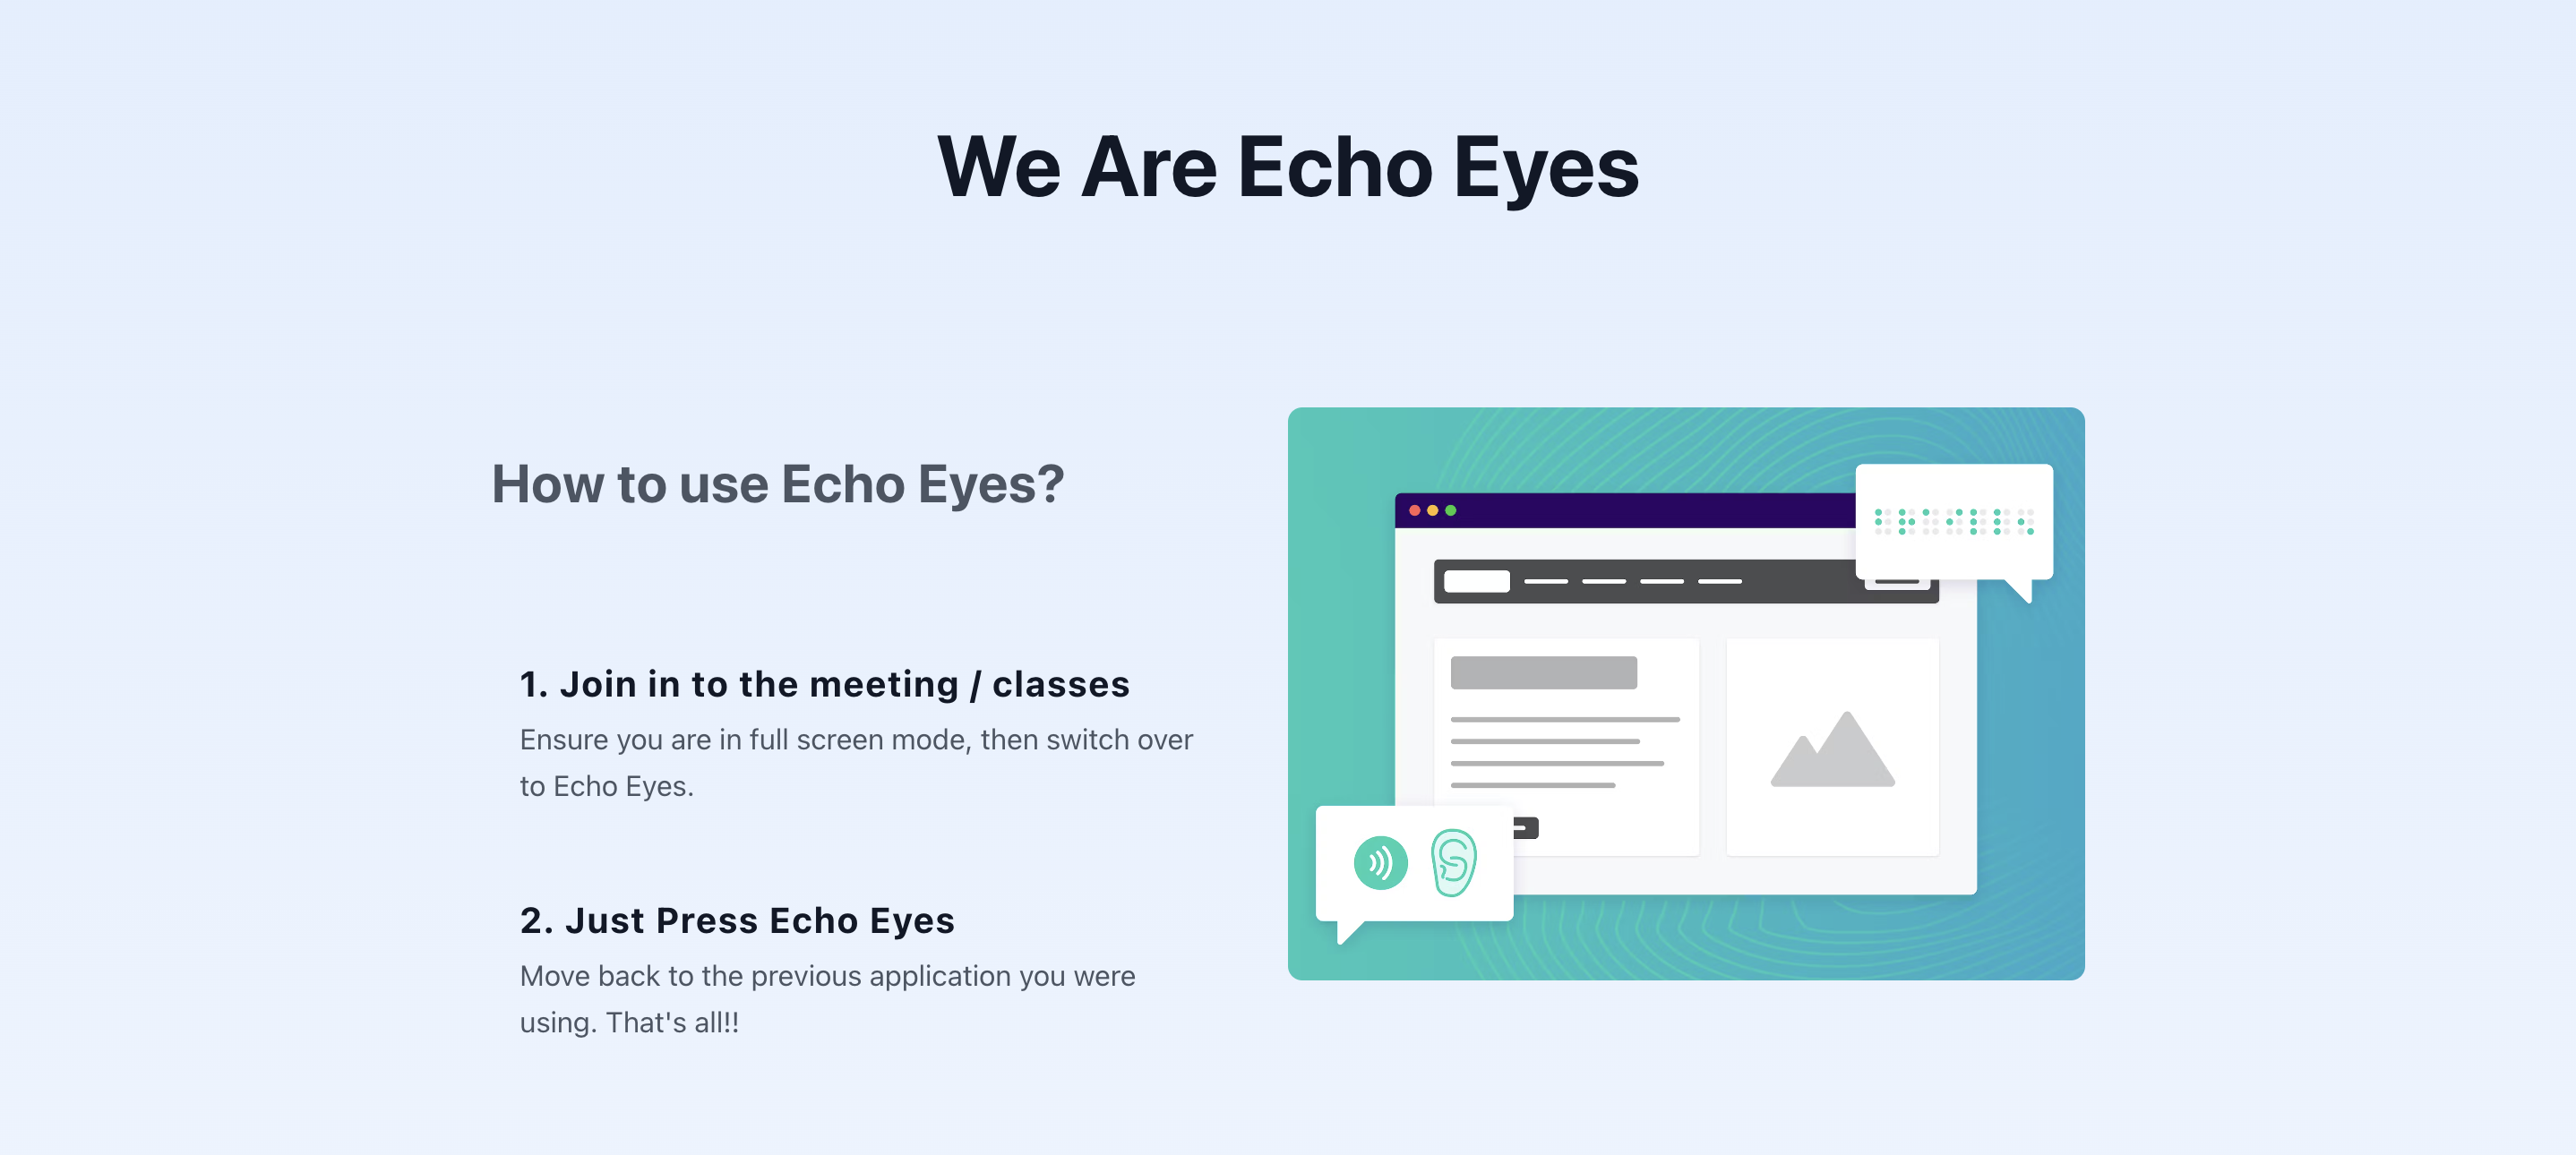 We Are Echo Eyes
How to use Echo Eyes?
1. Join in to the meeting / classes
Ensure you are in full screen mode, then switch over
to Echo Eyes.
2. Just Press Echo Eyes
Move back to the previous application you were
using. That's all!!